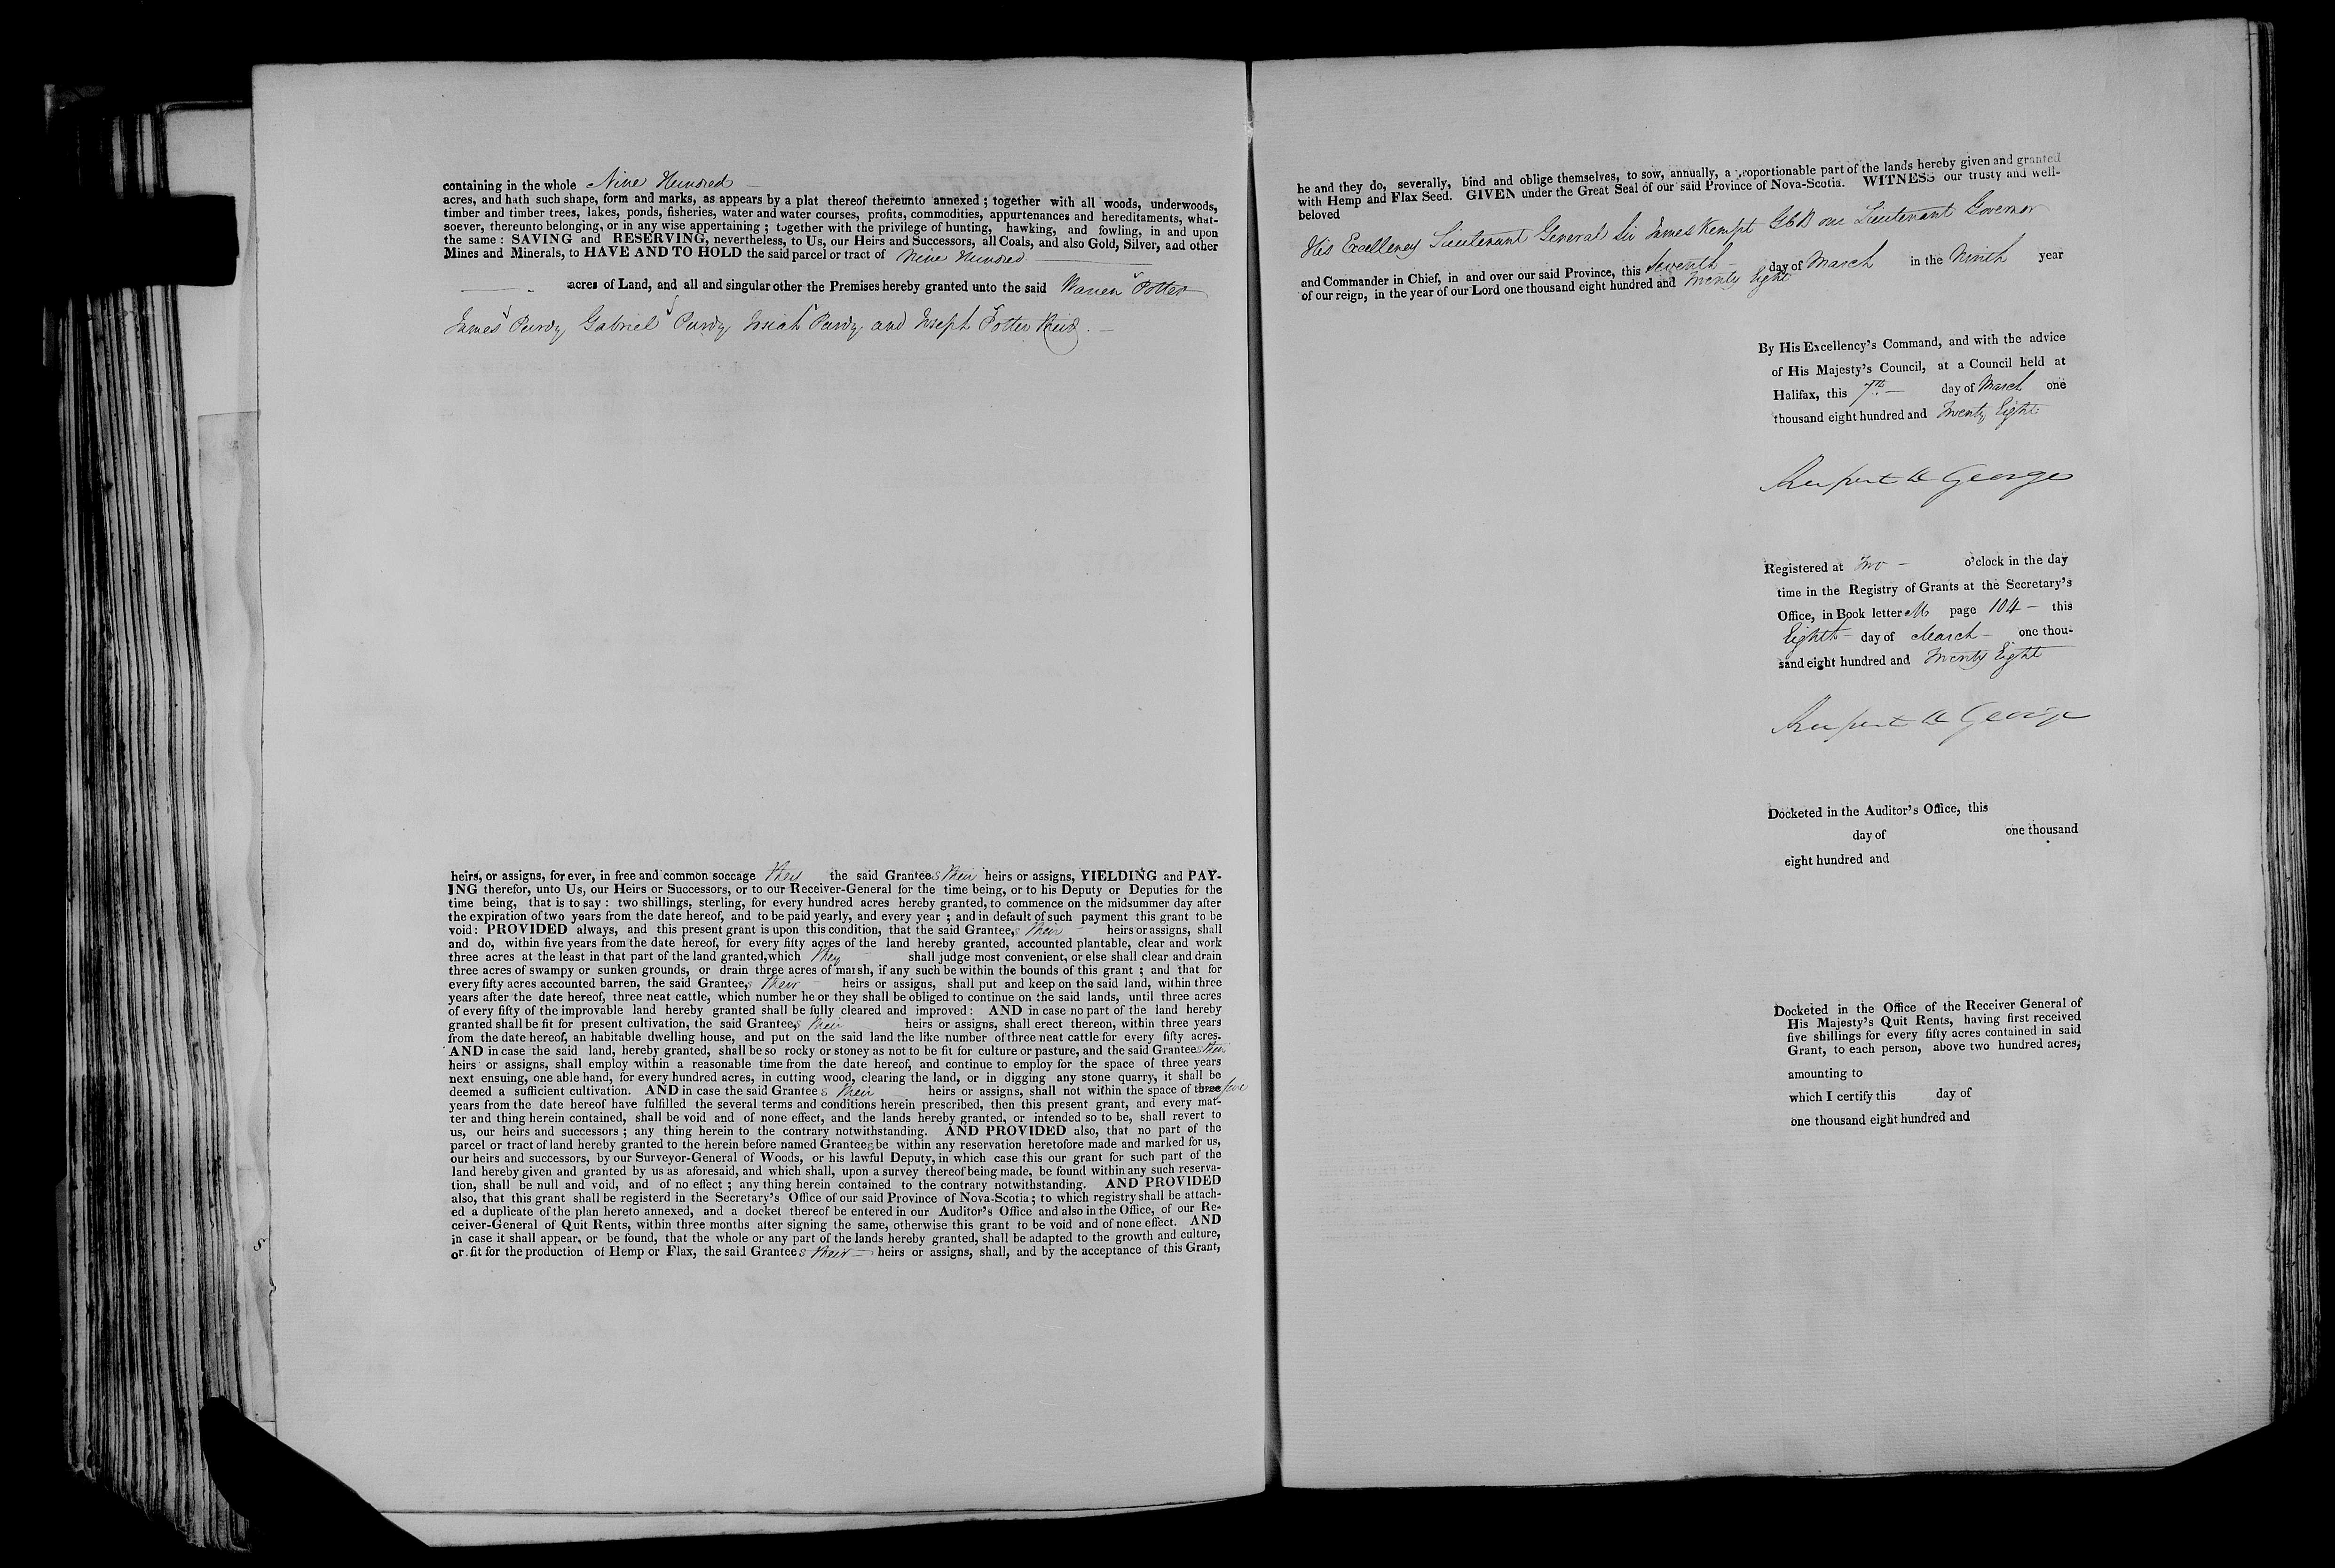 containing in the whole Nine Hundred
acres, and hath such shape, form and marks, as appears by a plat thereof thereunto annexed; together with all woods, underwoods,
timber and timber trees, lakes, ponds, fisheries, water and water courses, profits, commodities, appurtenances and hereditaments, what-
soever, thereunto belonging, or in any wise appertaining; together with the privilege of hunting, hawking, and fowling, in and upon
the same: SAVING and RESERVING, nevertheless, to Us, our Heirs and Successors, all Coals, and also Gold, Silver, and other
Mines and Minerals, to HAVE AND TO HOLD the said parcel or tract of Nine Hundred
acres of Land, and all and singular other the Premises hereby granted unto the said Warren Potter
James Purdy Gabriel Purdy Josiah Purdy and Joseph Potter Reid.
heirs, or assigns, for ever, in free and common soccage they the said Grantees their heirs or assigns, YIELDING and PAY-
ING therefor, unto Us, our Heirs or Successors, or to our Receiver-General for the time being, or to his Deputy or Deputies for the
time being, that is to say: two shillings, sterling, for every hundred acres hereby granted, to commence on the midsummer day after
the expiration of two years from the date hereof, and to be paid yearly, and every year; and in default of such payment this grant to be
void: PROVIDED always, and this present grant is upon this condition, that the said Grantees, their heirs or assigns, shall
and do, within five years from the date hereof, for every fifty acres of the land hereby granted, accounted plantable, clear and work
three acres at the least in that part of the land granted, which they shall judge most convenient, or else shall clear and drain
three acres of swampy or sunken grounds, or drain three acres of marsh, if any such be within the bounds of this grant; and that for
every fifty acres accounted barren, the said Grantees, their heirs or assigns, shall put and keep on the said land, within three
years after the date hereof, three neat cattle, which number he or they shall be obliged to continue on the said lands, until three acres
of every fifty of the improvable land hereby granted shall be fully cleared and improved: AND in case no part of the land hereby
granted shall be fit for present cultivation, the said Grantees, their heirs or assigns, shall erect thereon, within three years
from the date hereof, an habitable dwelling house, and put on the said land the like number of three neat cattle for every fifty acres.
AND in case the said land, hereby granted, shall be so rocky or stoney as not to be fit for culture or pasture, and the said Grantees their
heirs or assigns, shall employ within a reasonable time from the date hereof, and continue to employ for the space of three years
next ensuing, one able hand, for every hundred acres, in cutting wood, clearing the land, or in digging any stone quarry, it shall be
deemed a sufficient cultivation. AND in case the said Grantees their heirs or assigns, shall not within the space of three five
years from the date hereof have fulfilled the several terms and conditions herein prescribed, then this present grant, and every mat-
ter and thing herein contained, shall be void and of none effect, and the lands hereby granted, or intended so to be, shall revert to
us, our heirs and successors; any thing herein to the contrary notwithstanding. AND PROVIDED also, that no part of the
parcel or tract of land hereby granted to the herein before named Grantees be within any reservation heretofore made and marked for us,
our heirs and successors, by our Surveyor-General of Woods, or his lawful Deputy, in which case this our grant for such part of the
land hereby given and granted by us as aforesaid, and which shall, upon a survey thereof being made, be found within any such reserva-
tion, shall be null and void, and of no effect; any thing herein contained to the contrary notwithstanding. AND PROVIDED
also, that this grant shall be registerd in the Secretary's Office of our said Province of Nova-Scotia; to which registry shall be attach-
ed a duplicate of the plan hereto annexed, and a docket thereof be entered in our Auditor's Office and also in the Office, of our Re-
ceiver-General of Quit Rents, within three months after signing the same, otherwise this grant to be void and of none effect. AND
in case it shall appear, or be found, that the whole or any part of the lands hereby granted, shall be adapted to the growth and culture,
or fit for the production of Hemp or Flax, the said Grantees their heirs or assigns, shall, and by the acceptance of this Grant,
he and they do, severally, bind and oblige themselves, to sow, annually, a proportionable part of the lands hereby given and granted
with Hemp and Flax Seed. GIVEN under the Great Seal of our said Province of Nova-Scotia. WITNESS our trusty and well-
beloved
His Excellency Lieutenant General Sir James Kempt GCB our Lieutenant Governor
and Commander in Chief, in and over our said Province, this Seventh day of March in the Ninth year
of our reign, in the year of our Lord one thousand eight hundred and Twenty Eight
By His Excellency's Command, and with the advice
of His Majesty's Council, at a Council held at
Halifax, this 7th day of March one
thousand eight hundred and Twenty Eight
Rupert D George
Registered at Two o'clock in the day
time in the Registry of Grants at the Secretary's
Office, in Book letter M page 104 this
Eighth day of March one thou-
sand eight hundred and Twenty Eight
Rupert D George
Docketed in the Auditor's Office, this
day of one thousand
eight hundred and
Docketed in the Office of the Receiver General of
His Majesty's Quit Rents, having first received
five shillings for every fifty acres contained in said
Grant, to each person, above two hundred acres,
amounting to
which I certify this day of
one thousand eight hundred and